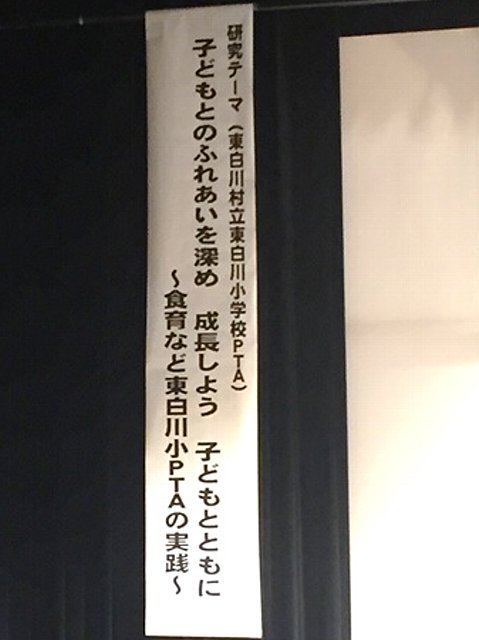 研究テーマ（東白川村立東白川小学校PTA）
子どもとのふれあいを深め　成長しよう　子どもとともに
～食育など東白川小PTAの実践～